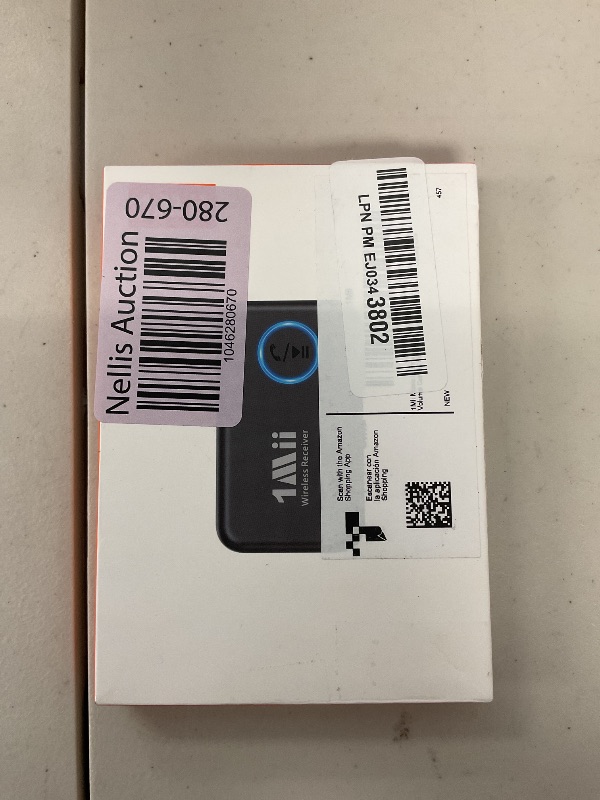 280-670
Nellis Auction
1046280670
LPN PM EJ0343802
457
1Mii
Wireless Receiver
NEW
Scan with the Amazon
Shopping App
Escanear con
la aplicación Amazon
Shopping